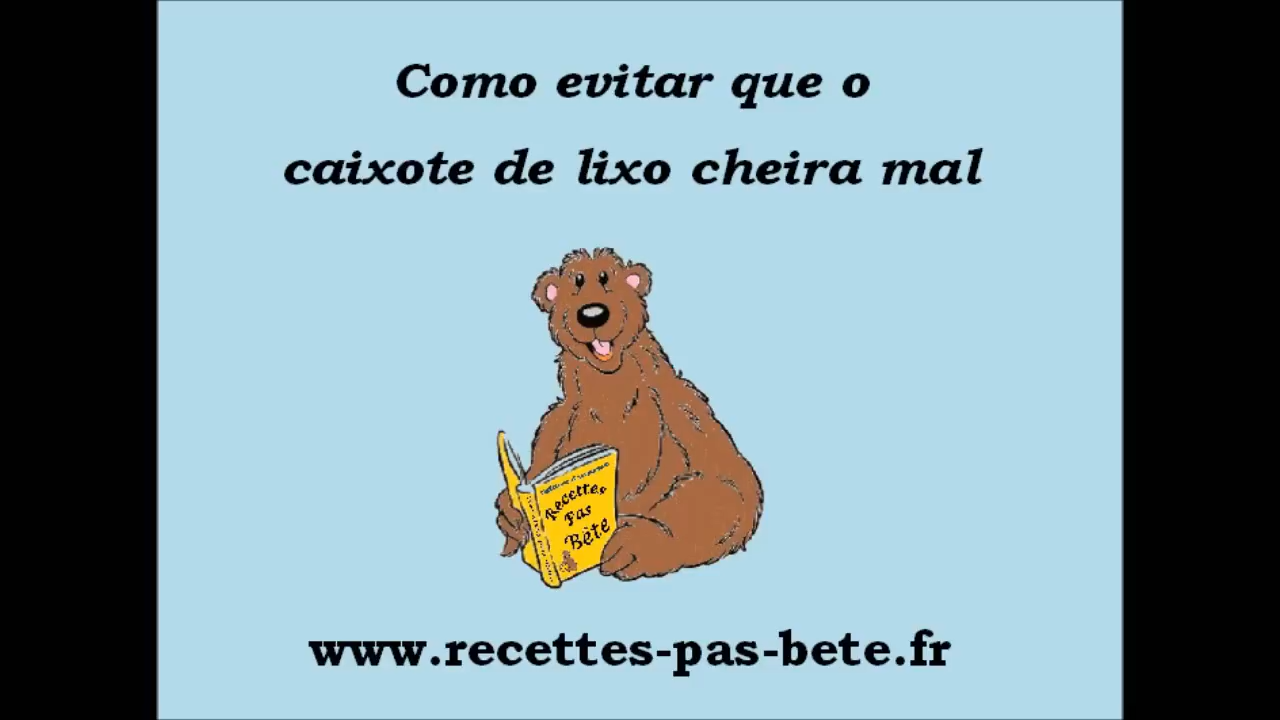 Como evitar que o
caixote de lixo cheira mal
Recettes
Pas
Bête
www.recettes-pas-bete.fr